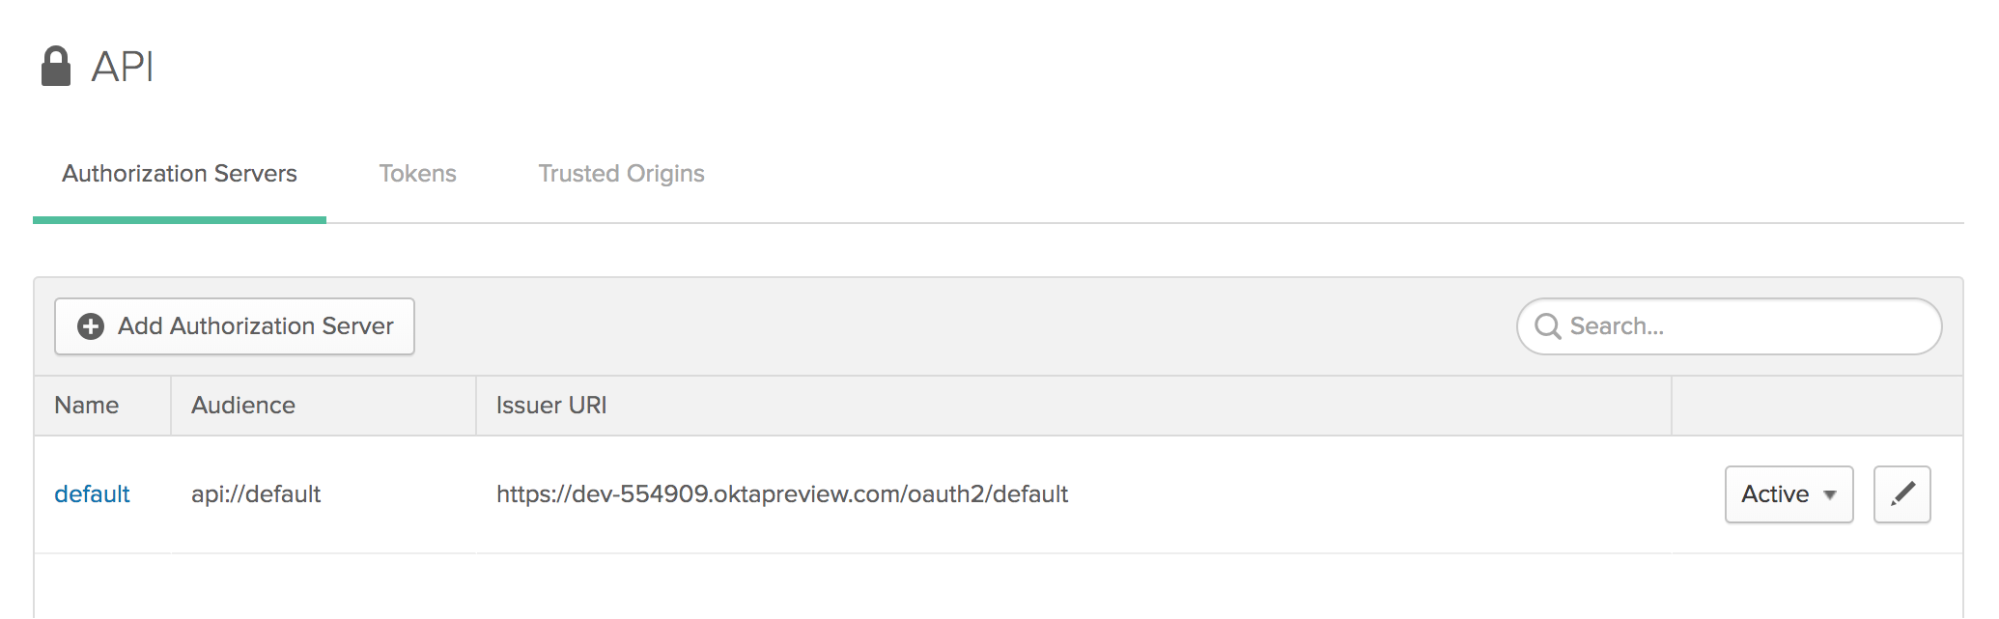 API
Authorization Servers Tokens Trusted Origins
Add Authorization Server Search...
Name Audience Issuer URI
default api://default https://dev-554909.oktapreview.com/oauth2/default Active